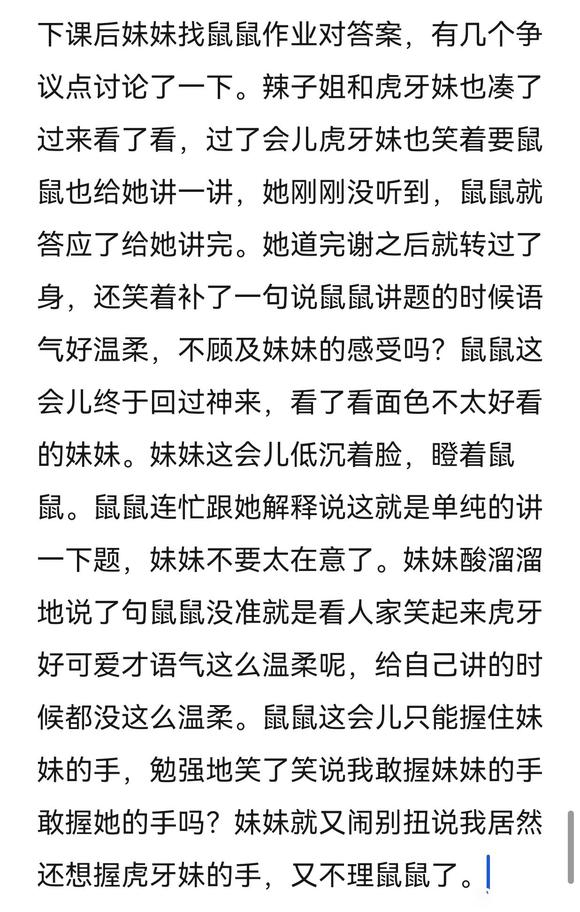 下课后妹妹找鼠鼠作业对答案，有几个争
议点讨论了一下。辣子姐和虎牙妹也凑了
过来看了看，过了会儿虎牙妹也笑着要鼠
鼠也给她讲一讲，她刚刚没听到，鼠鼠就
答应了给她讲完。她道完谢之后就转过了
身，还笑着补了一句说鼠鼠讲题的时候语
气好温柔，不顾及妹妹的感受吗？鼠鼠这
会儿终于回过神来，看了看面色不太好看
的妹妹。妹妹这会儿低沉着脸，瞪着鼠
鼠。鼠鼠连忙跟她解释说这就是单纯的讲
一下题，妹妹不要太在意了。妹妹酸溜溜
地说了句鼠鼠没准就是看人家笑起来虎牙
好可爱才语气这么温柔呢，给自己讲的时
候都没这么温柔。鼠鼠这会儿只能握住妹
妹的手，勉强地笑了笑说我敢握妹妹的手
敢握她的手吗？妹妹就又闹别扭说我居然
还想握虎牙妹的手，又不理鼠鼠了。